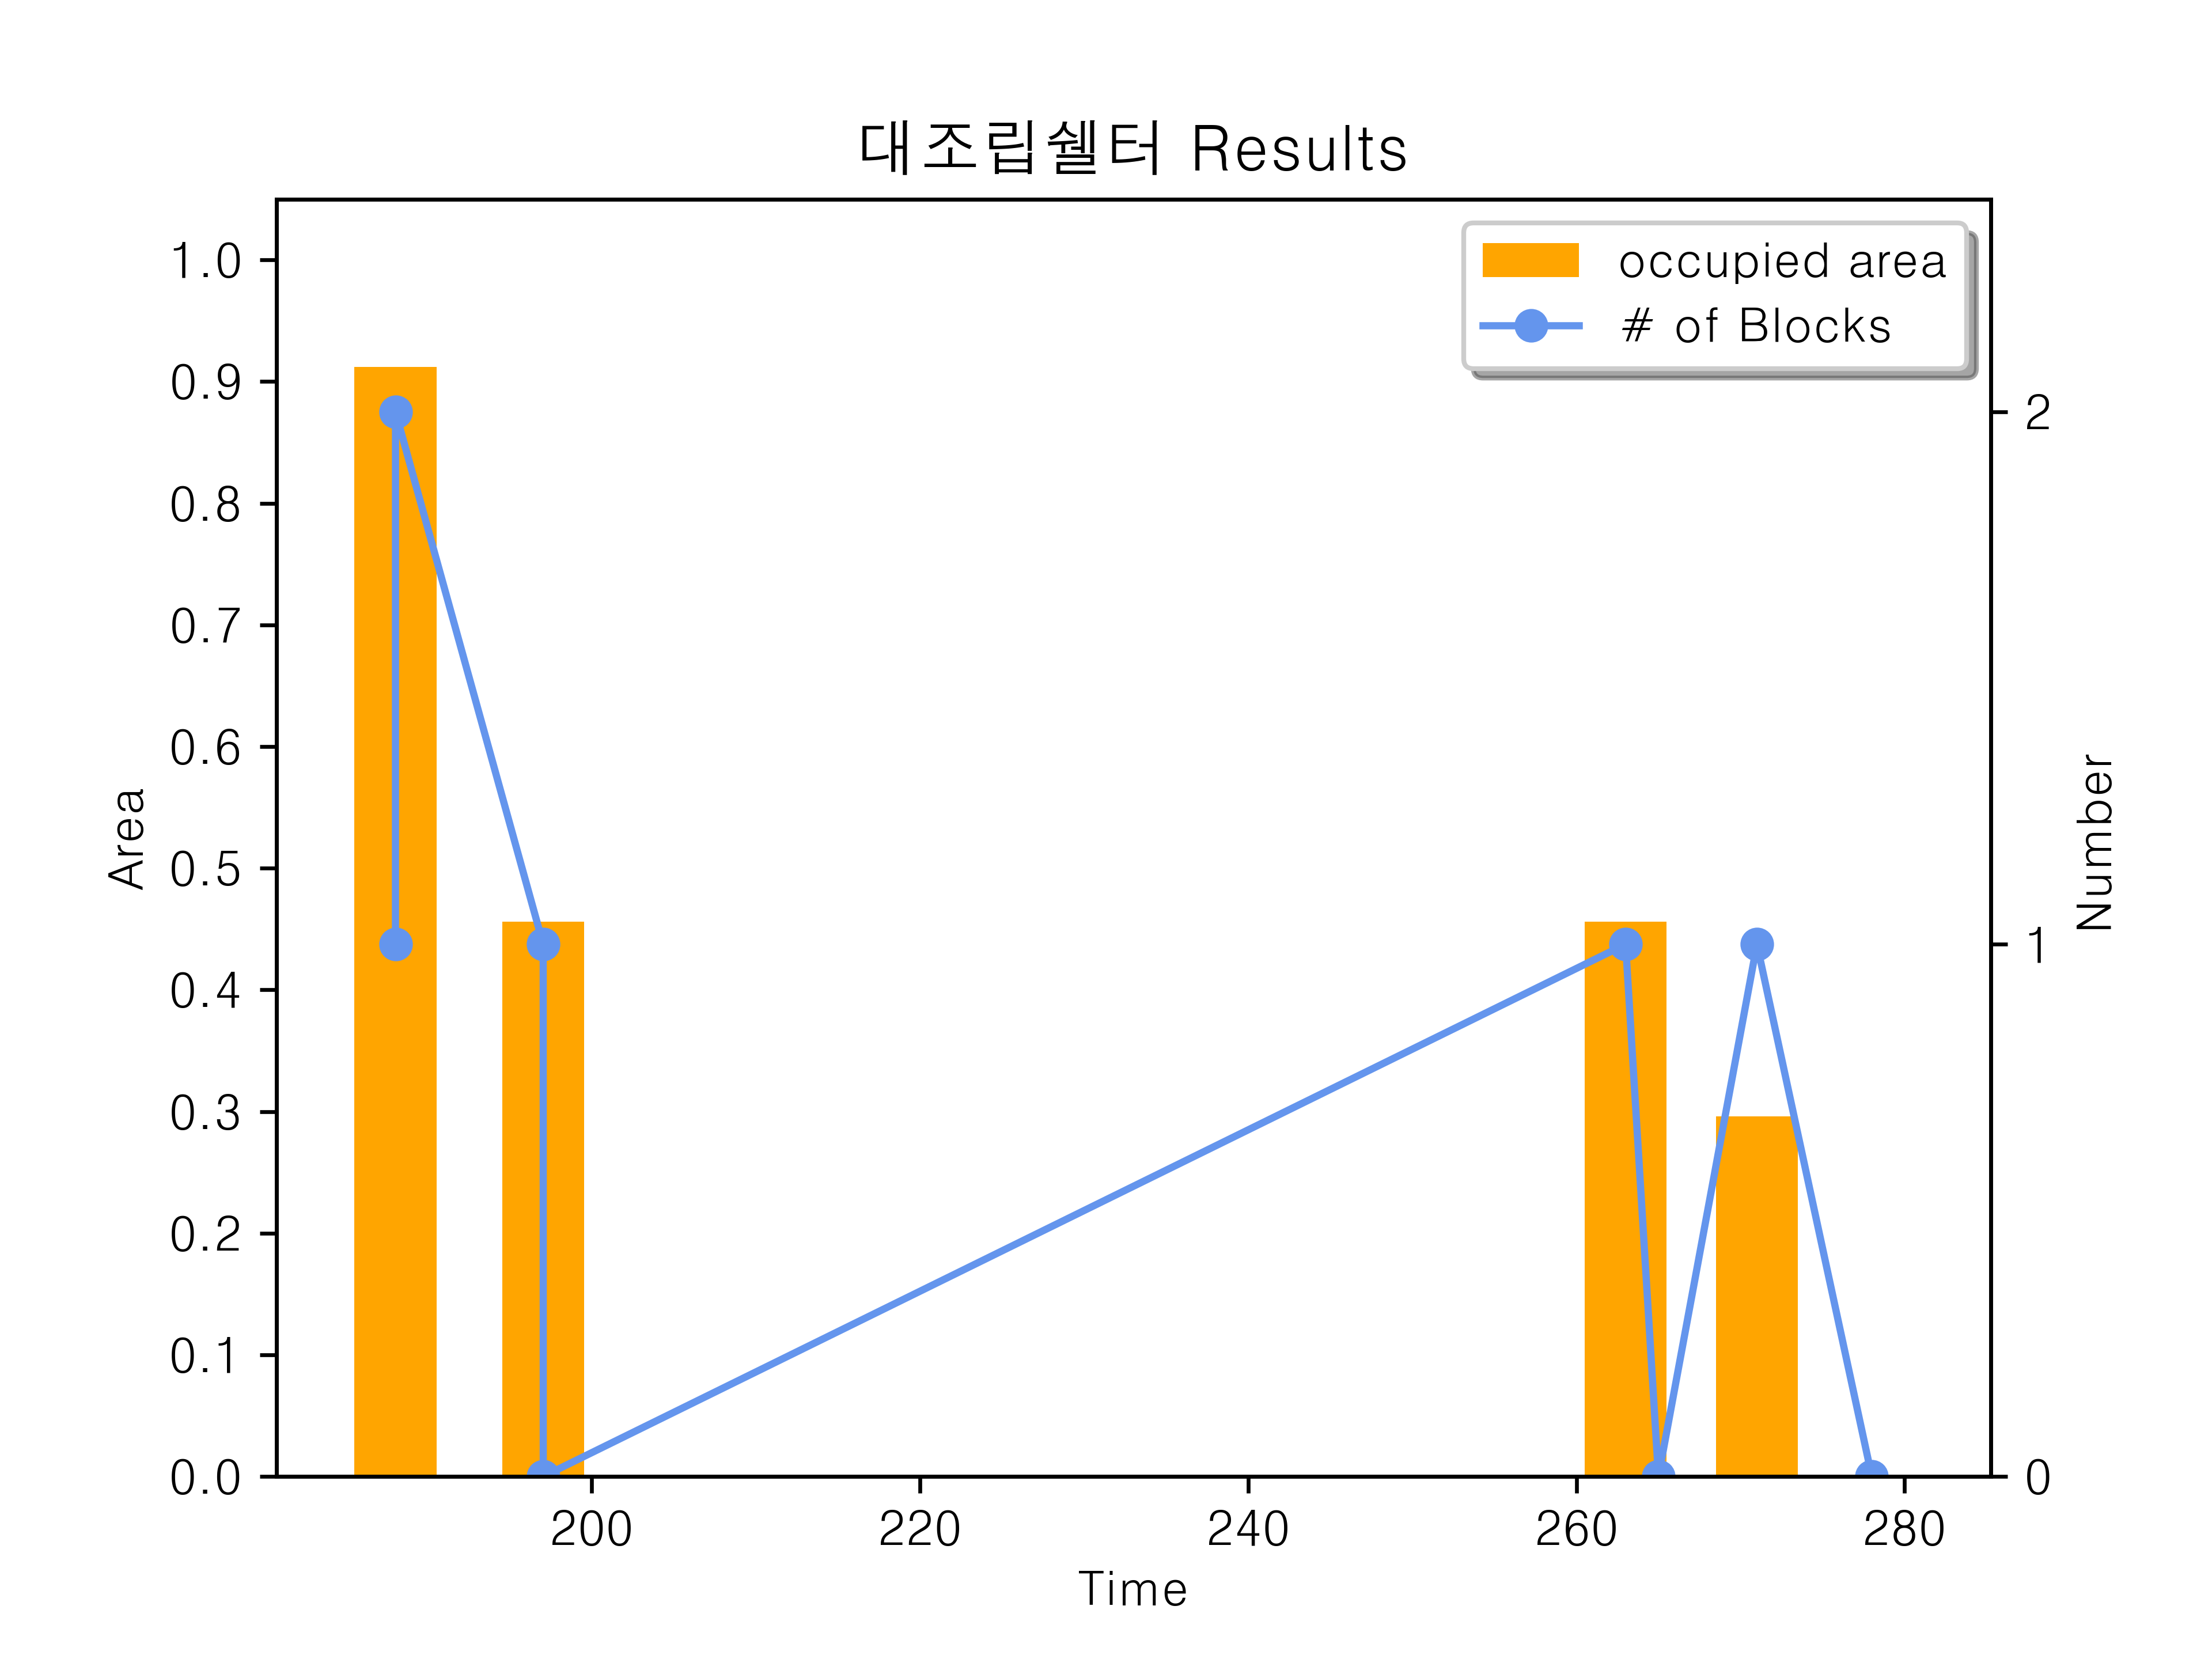 대조립쉘터 Results
occupied area
# of Blocks
1.0
0.9
0.8
0.7
0.6
0.5
0.4
0.3
0.2
0.1
0.0
Area
2
1
0
Number
200 220 240 260 280
Time